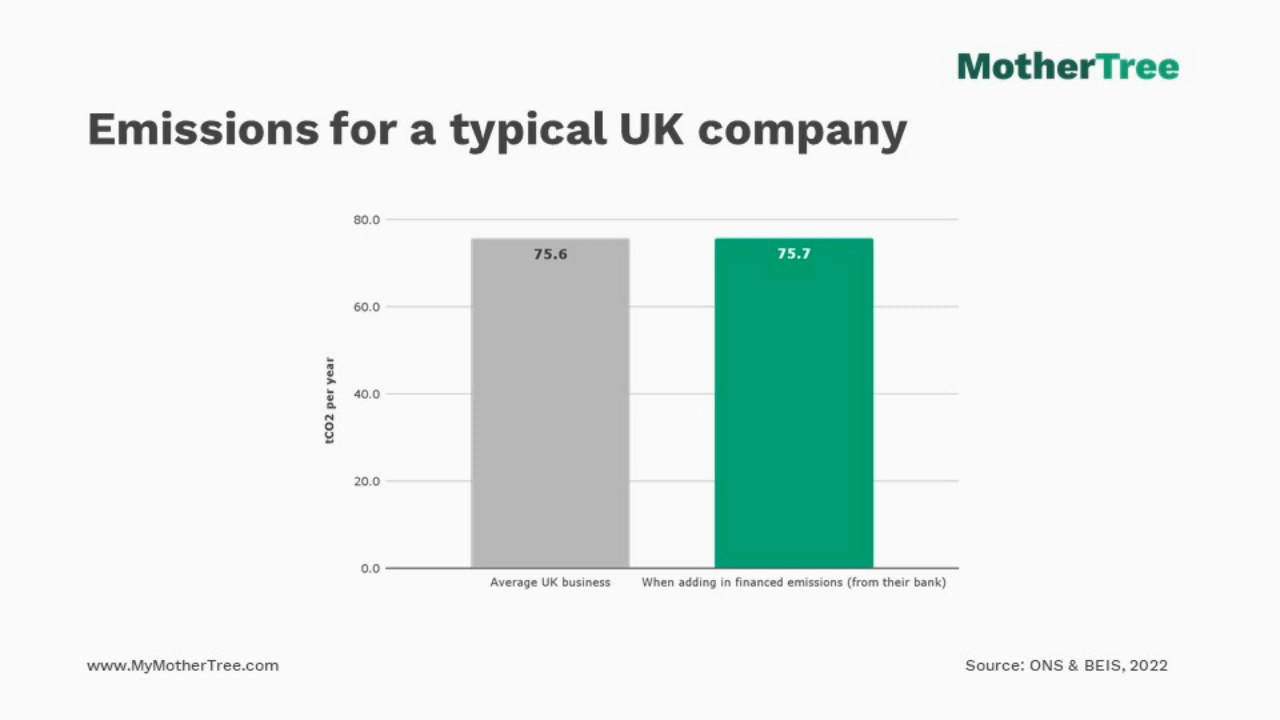 MotherTree
Emissions for a typical UK company
80.0
60.0
40.0
20.0
0.0
tCO2 per year
75.6
75.7
Average UK business
When adding in financed emissions (from their bank)
www.MyMotherTree.com
Source: ONS & BEIS, 2022